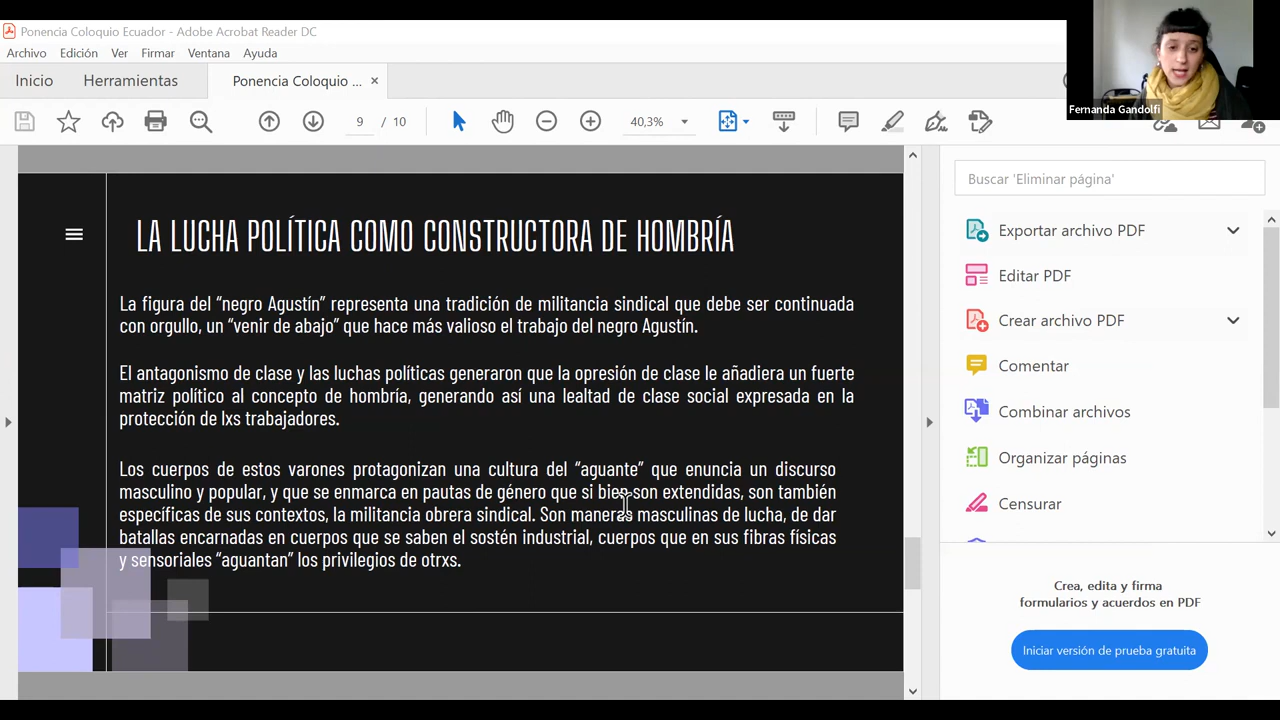 Ponencia Coloquio Ecuador - Adobe Acrobat Reader DC
Archivo Edición Ver Firmar Ventana Ayuda
Inicio Herramientas Ponencia Coloquio ... ×
9 / 10 40,3%
Fernanda Gandolfi
LA LUCHA POLÍTICA COMO CONSTRUCTORA DE HOMBRÍA
La figura del “negro Agustín” representa una tradición de militancia sindical que debe ser continuada
con orgullo, un “venir de abajo” que hace más valioso el trabajo del negro Agustín.
El antagonismo de clase y las luchas políticas generaron que la opresión de clase le añadiera un fuerte
matriz político al concepto de hombría, generando así una lealtad de clase social expresada en la
protección de lxs trabajadores.
Los cuerpos de estos varones protagonizan una cultura del “aguante” que enuncia un discurso
masculino y popular, y que se enmarca en pautas de género que si bien son extendidas, son también
específicas de sus contextos, la militancia obrera sindical. Son maneras masculinas de lucha, de dar
batallas encarnadas en cuerpos que se saben el sostén industrial, cuerpos que en sus fibras físicas
y sensoriales “aguantan” los privilegios de otrxs.
Buscar 'Eliminar página'
Exportar archivo PDF
Editar PDF
Crear archivo PDF
Comentar
Combinar archivos
Organizar páginas
Censurar
Crea, edita y firma
formularios y acuerdos en PDF
Iniciar versión de prueba gratuita